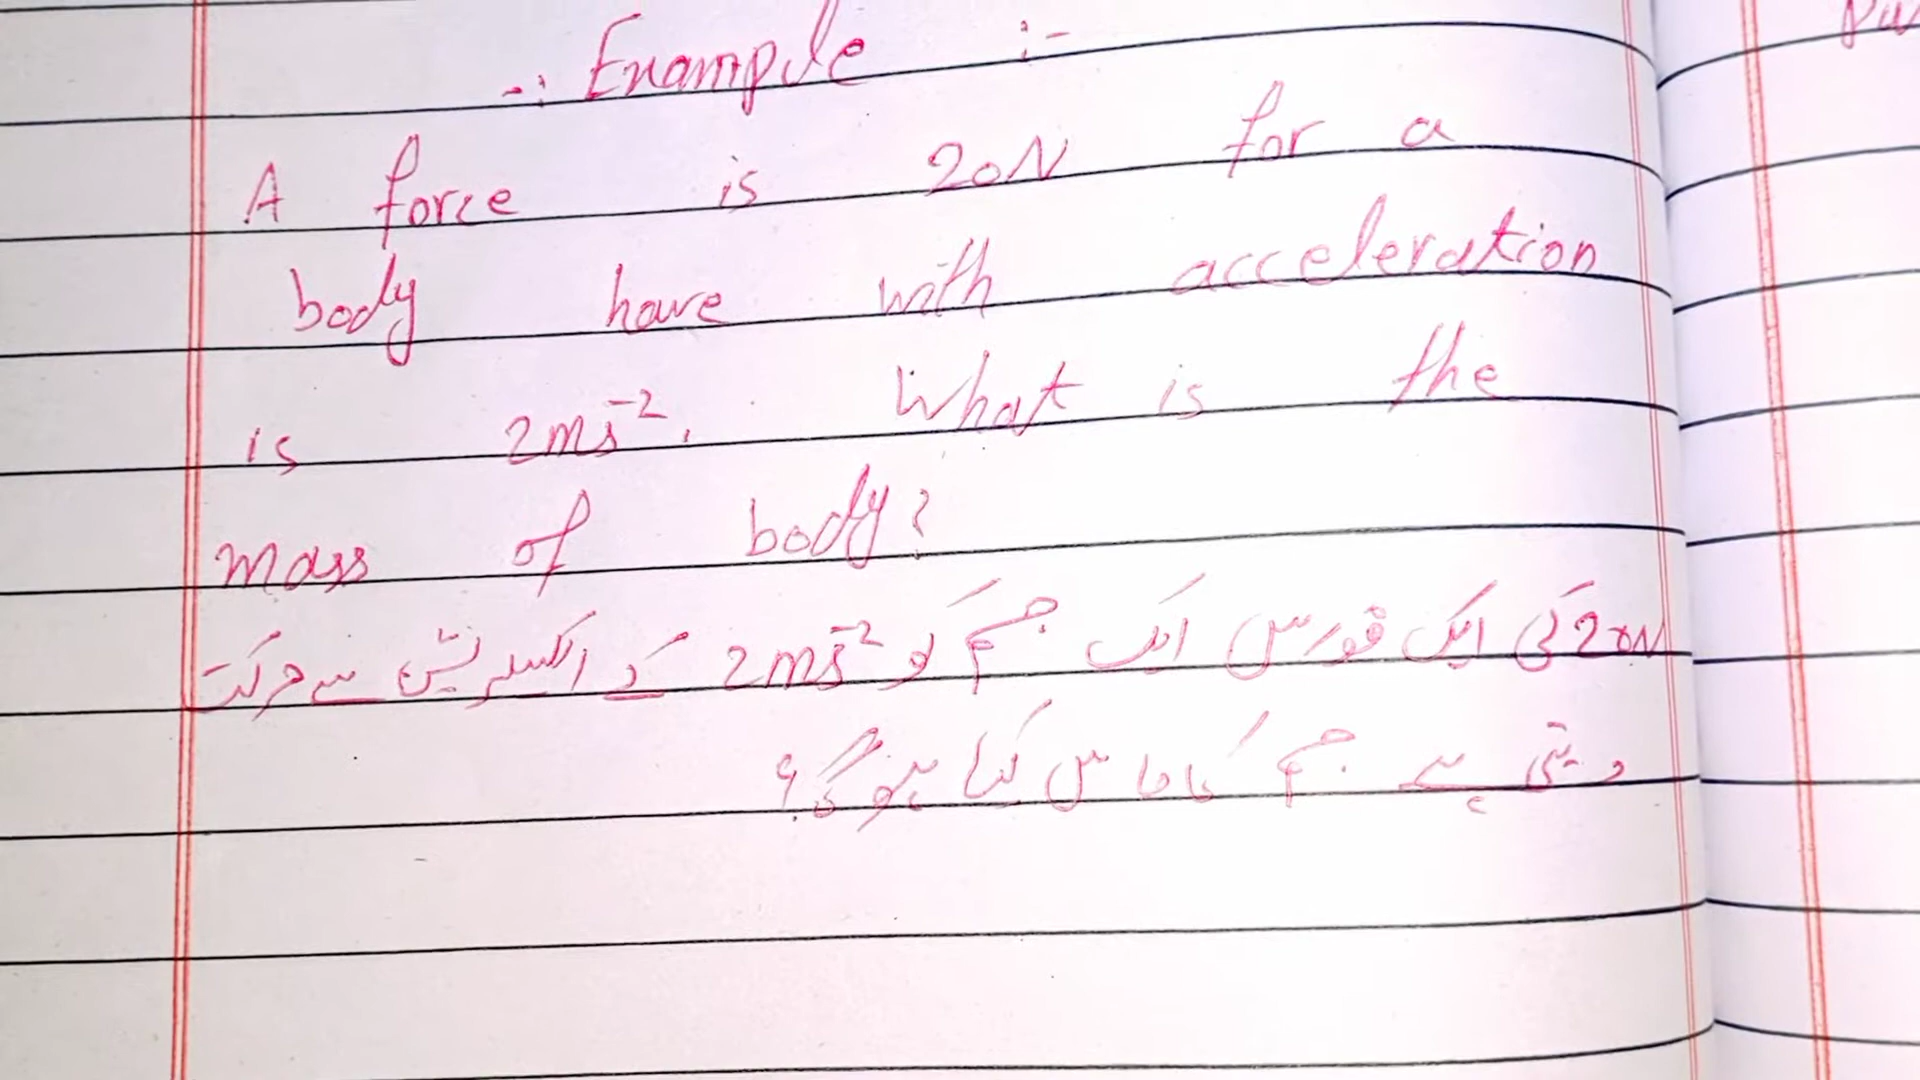 -: Example :-
A force is 20N for a
body have with acceleration
is 2ms⁻². What is the
mass of body?
20N کی ایک فورس ایک جسم کو 2ms⁻² کے ایکسلریشن سے حرکت
دیتی ہے جسم کا ماس کیا ہوگا؟